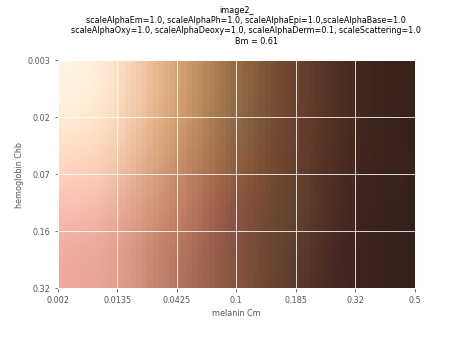 image2_
scaleAlphaEm=1.0, scaleAlphaPh=1.0, scaleAlphaEpi=1.0,scaleAlphaBase=1.0
scaleAlphaOxy=1.0, scaleAlphaDeoxy=1.0, scaleAlphaDerm=0.1, scaleScattering=1.0
Bm = 0.61
hemoglobin Chb
0.003
0.02
0.07
0.16
0.32
0.002 0.0135 0.0425 0.1 0.185 0.32 0.5
melanin Cm